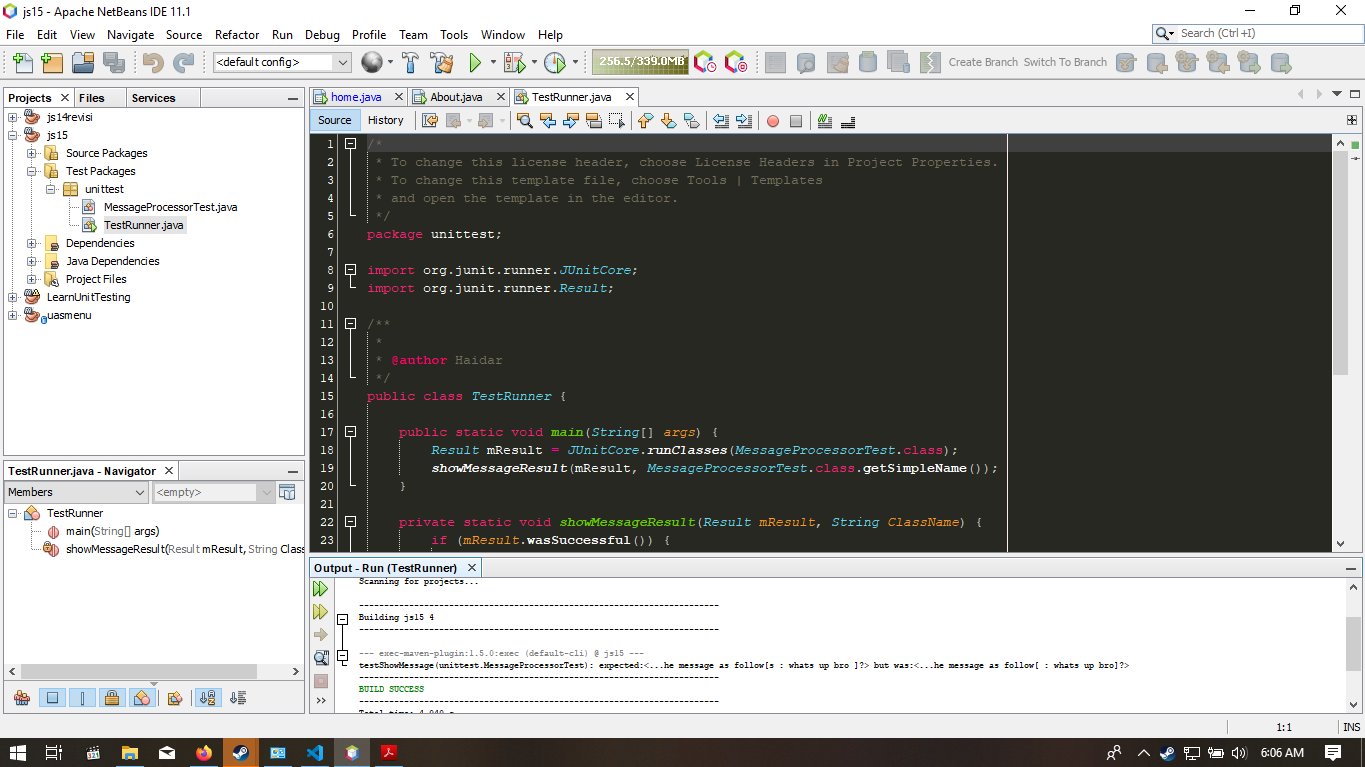 js15 - Apache NetBeans IDE 11.1
File Edit View Navigate Source Refactor Run Debug Profile Team Tools Window Help
Search (Ctrl+I)
<default config>
256.5/339.0MB
Create Branch Switch To Branch
Projects Files Services
js14revisi
js15
Source Packages
Test Packages
unittest
MessageProcessorTest.java
TestRunner.java
Dependencies
Java Dependencies
Project Files
LearnUnitTesting
uasmenu
TestRunner.java - Navigator
Members <empty>
TestRunner
main(String[] args)
showMessageResult(Result mResult, String Clas
home.java About.java TestRunner.java
Source History
1 /*
2 * To change this license header, choose License Headers in Project Properties.
3 * To change this template file, choose Tools | Templates
4 * and open the template in the editor.
5 */
6 package unittest;
7
8 import org.junit.runner.JUnitCore;
9 import org.junit.runner.Result;
10
11 /**
12 *
13 * @author Haidar
14 */
15 public class TestRunner {
16
17 public static void main(String[] args) {
18 Result mResult = JUnitCore.runClasses(MessageProcessorTest.class);
19 showMessageResult(mResult, MessageProcessorTest.class.getSimpleName());
20 }
21
22 private static void showMessageResult(Result mResult, String ClassName) {
23 if (mResult.wasSuccessful()) {
Output - Run (TestRunner)
Scanning for projects...
------------------------------------------------------------------------
Building js15 4
------------------------------------------------------------------------
--- exec-maven-plugin:1.5.0:exec (default-cli) @ js15 ---
testShowMessage(unittest.MessageProcessorTest): expected:<...he message as follow[s : whats up bro ]?> but was:<...he message as follow[ : whats up bro]?>
------------------------------------------------------------------------
BUILD SUCCESS
------------------------------------------------------------------------
Total time: 4.040 s
1:1 INS
6:06 AM